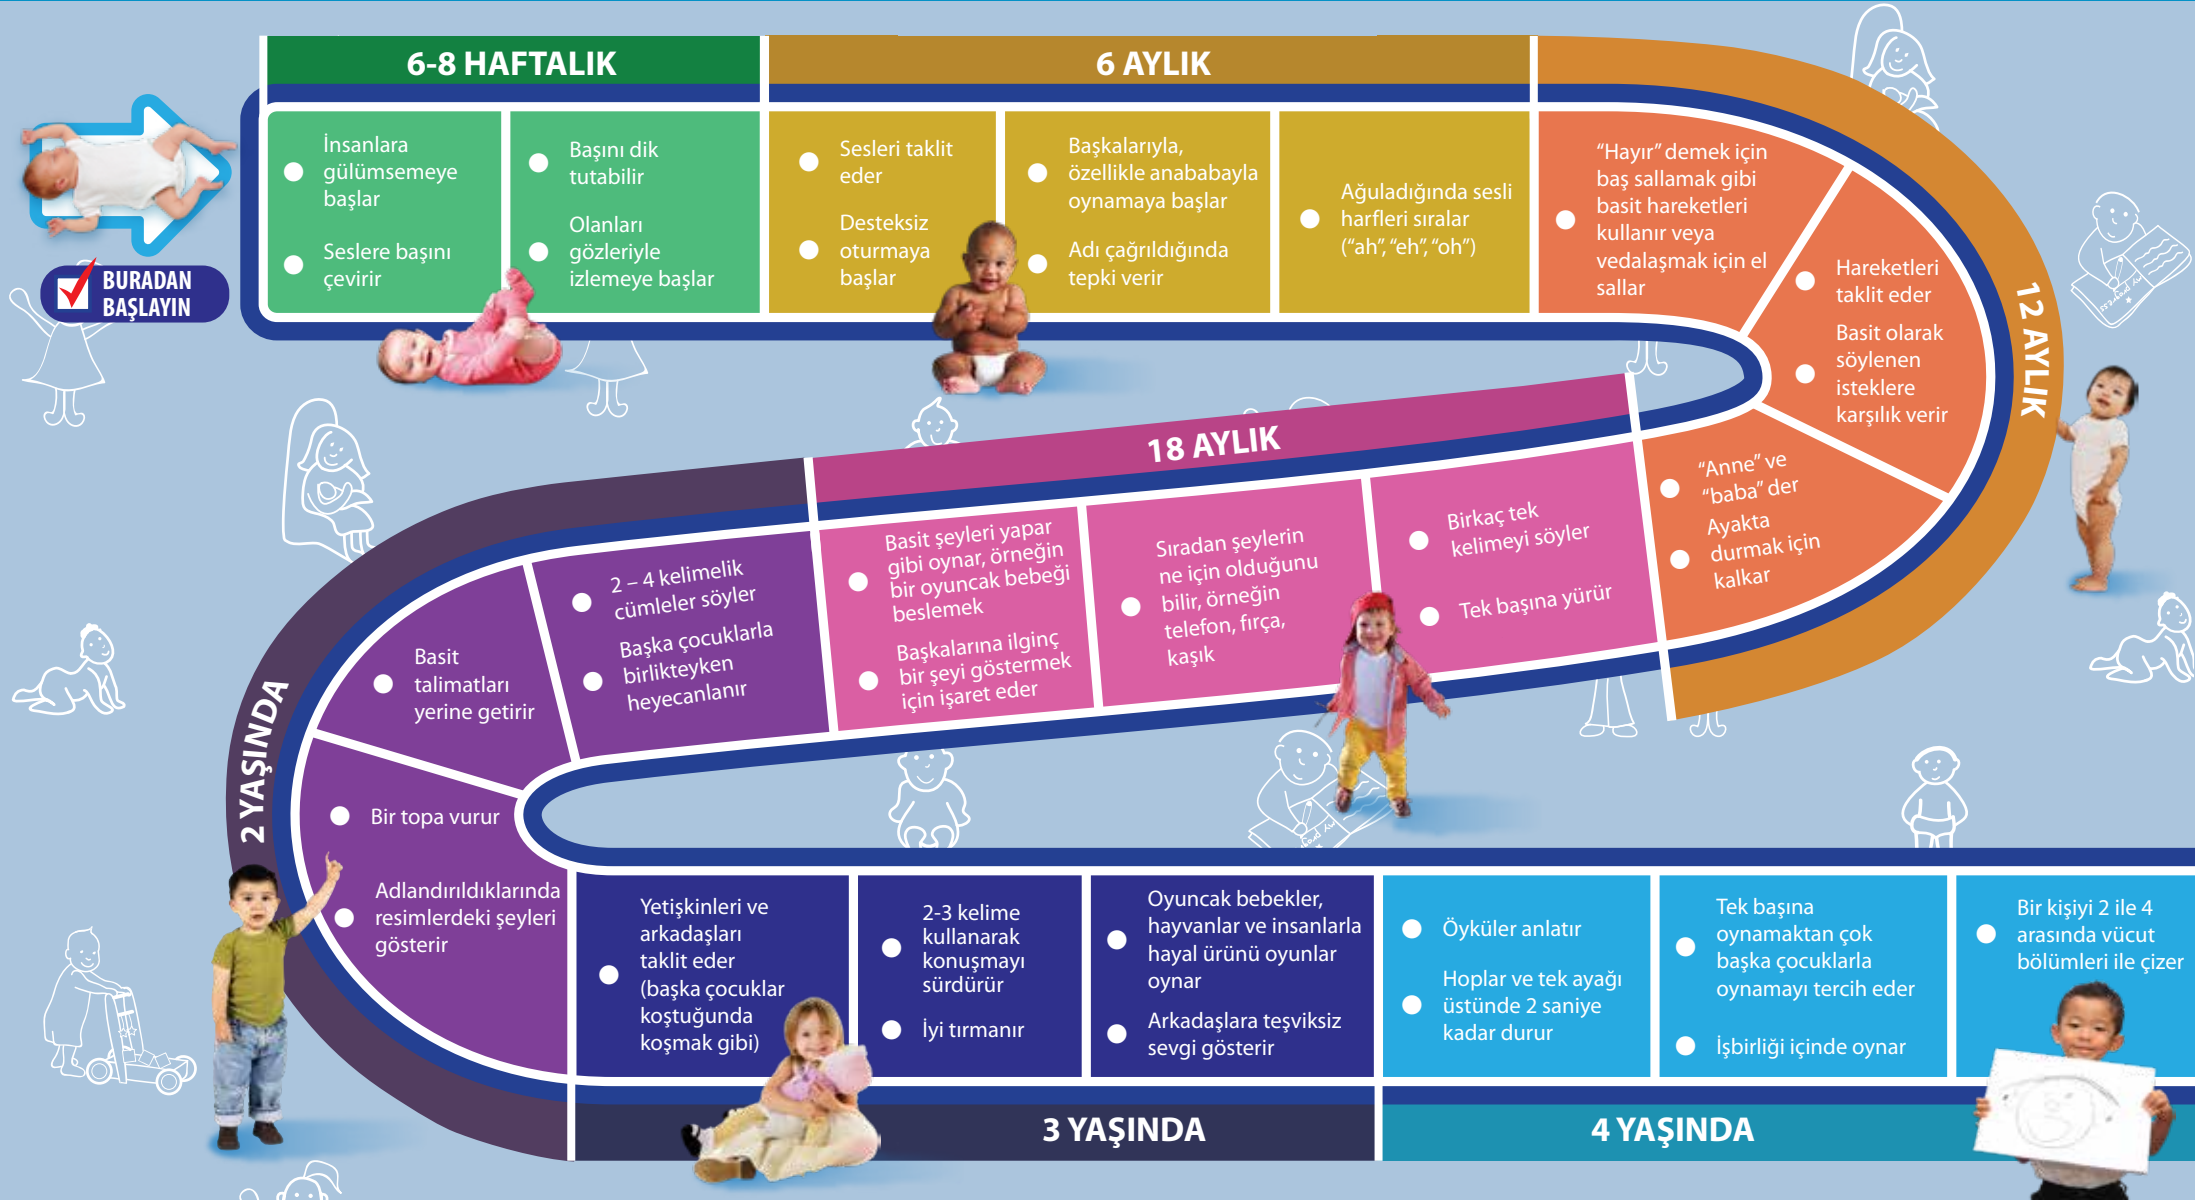 BURADAN
BAŞLAYIN
6-8 HAFTALIK
İnsanlara
gülümsemeye
başlar
Seslere başını
çevirir
Başını dik
tutabilir
Olanları
gözleriyle
izlemeye başlar
6 AYLIK
Sesleri taklit
eder
Desteksiz
oturmaya
başlar
Başkalarıyla,
özellikle anababayla
oynamaya başlar
Adı çağrıldığında
tepki verir
Ağuladığında sesli
harfleri sıralar
(“ah”, “eh”, “oh”)
12 AYLIK
“Hayır” demek için
baş sallamak gibi
basit hareketleri
kullanır veya
vedalaşmak için el
sallar
Hareketleri
taklit eder
Basit olarak
söylenen
isteklere
karşılık verir
“Anne” ve
“baba” der
Ayakta
durmak için
kalkar
18 AYLIK
Birkaç tek
kelimeyi söyler
Tek başına yürür
Sıradan şeylerin
ne için olduğunu
bilir, örneğin
telefon, fırça,
kaşık
Basit şeyleri yapar
gibi oynar, örneğin
bir oyuncak bebeği
beslemek
Başkalarına ilginç
bir şeyi göstermek
için işaret eder
2 YAŞINDA
2 – 4 kelimelik
cümleler söyler
Başka çocuklarla
birlikteyken
heyecanlanır
Basit
talimatları
yerine getirir
Bir topa vurur
Adlandırıldıklarında
resimlerdeki şeyleri
gösterir
Yetişkinleri ve
arkadaşları
taklit eder
(başka çocuklar
koştuğunda
koşmak gibi)
2-3 kelime
kullanarak
konuşmayı
sürdürür
İyi tırmanır
Oyuncak bebekler,
hayvanlar ve insanlarla
hayal ürünü oyunlar
oynar
Arkadaşlara teşviksiz
sevgi gösterir
3 YAŞINDA
Öyküler anlatır
Hoplar ve tek ayağı
üstünde 2 saniye
kadar durur
Tek başına
oynamaktan çok
başka çocuklarla
oynamayı tercih eder
İşbirliği içinde oynar
Bir kişiyi 2 ile 4
arasında vücut
bölümleri ile çizer
4 YAŞINDA
my progress